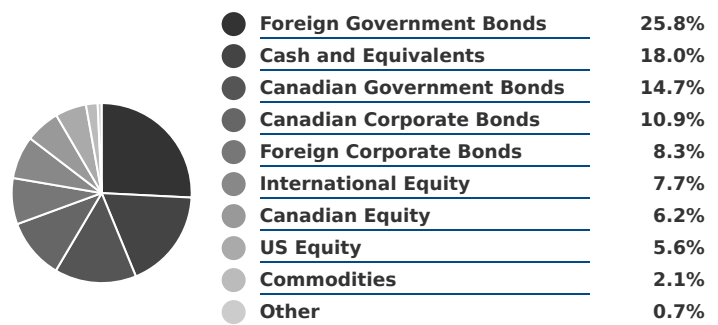 Foreign Government Bonds 25.8%
Cash and Equivalents 18.0%
Canadian Government Bonds 14.7%
Canadian Corporate Bonds 10.9%
Foreign Corporate Bonds 8.3%
International Equity 7.7%
Canadian Equity 6.2%
US Equity 5.6%
Commodities 2.1%
Other 0.7%